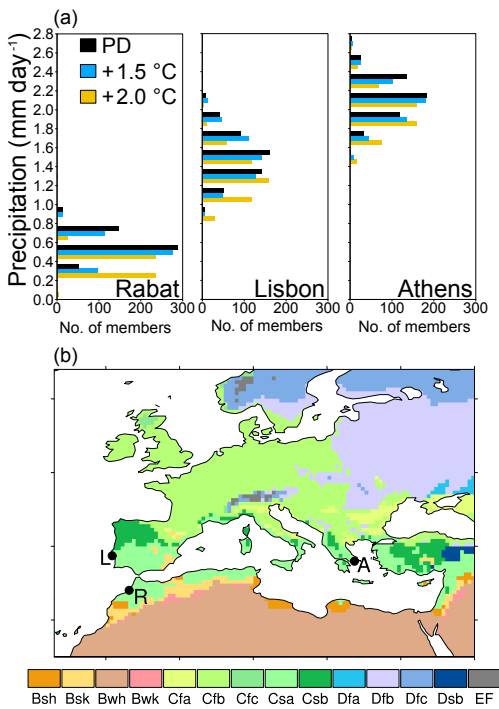 (a)
Precipitation (mm day⁻¹)
2.8
2.6
2.4
2.2
2.0
1.8
1.6
1.4
1.2
1.0
0.8
0.6
0.4
0.2
0.0
PD
+1.5 °C
+2.0 °C
Rabat Lisbon Athens
0 100 200 300 0 100 200 300 0 100 200 300
No. of members No. of members No. of members
(b)
L
R
A
Bsh Bsk Bwh Bwk Cfa Cfb Cfc Csa Csb Dfa Dfb Dfc Dsb EF